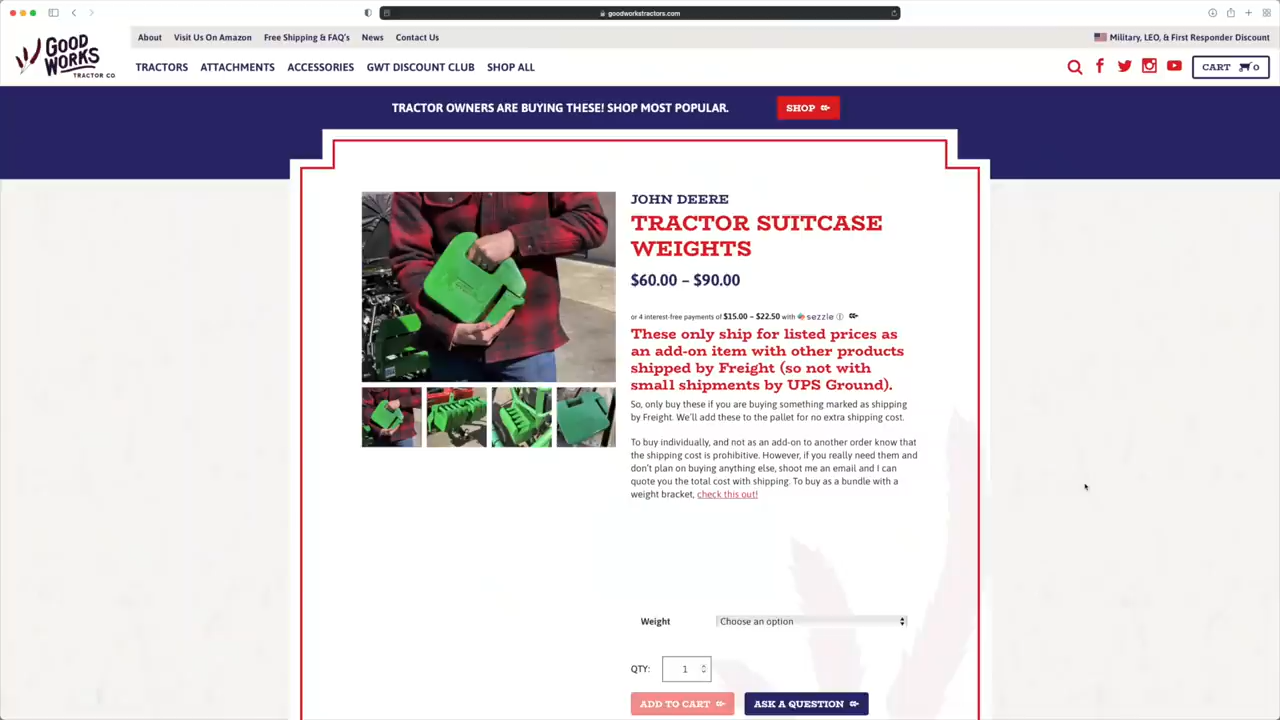 goodworkstractors.com
GOOD
WORKS
TRACTOR CO
About Visit Us On Amazon Free Shipping & FAQ's News Contact Us
Military, LEO, & First Responder Discount
TRACTORS ATTACHMENTS ACCESSORIES GWT DISCOUNT CLUB SHOP ALL
CART 0
TRACTOR OWNERS ARE BUYING THESE! SHOP MOST POPULAR.
SHOP
JOHN DEERE
TRACTOR SUITCASE
WEIGHTS
$60.00 – $90.00
or 4 interest-free payments of $15.00 – $22.50 with sezzle
These only ship for listed prices as
an add-on item with other products
shipped by Freight (so not with
small shipments by UPS Ground).
So, only buy these if you are buying something marked as shipping
by Freight. We'll add these to the pallet for no extra shipping cost.
To buy individually, and not as an add-on to another order know that
the shipping cost is prohibitive. However, if you really need them and
don't plan on buying anything else, shoot me an email and I can
quote you the total cost with shipping. To buy as a bundle with a
weight bracket, check this out!
Weight Choose an option
QTY: 1
ADD TO CART
ASK A QUESTION